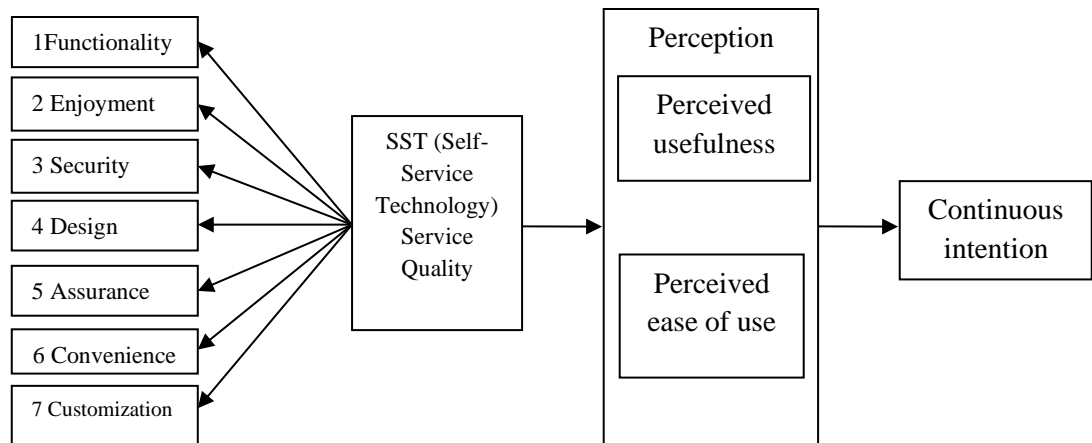 1Functionality
2 Enjoyment
3 Security
4 Design
5 Assurance
6 Convenience
7 Customization
SST (Self-
Service
Technology)
Service
Quality
Perception
Perceived
usefulness
Perceived
ease of use
Continuous
intention